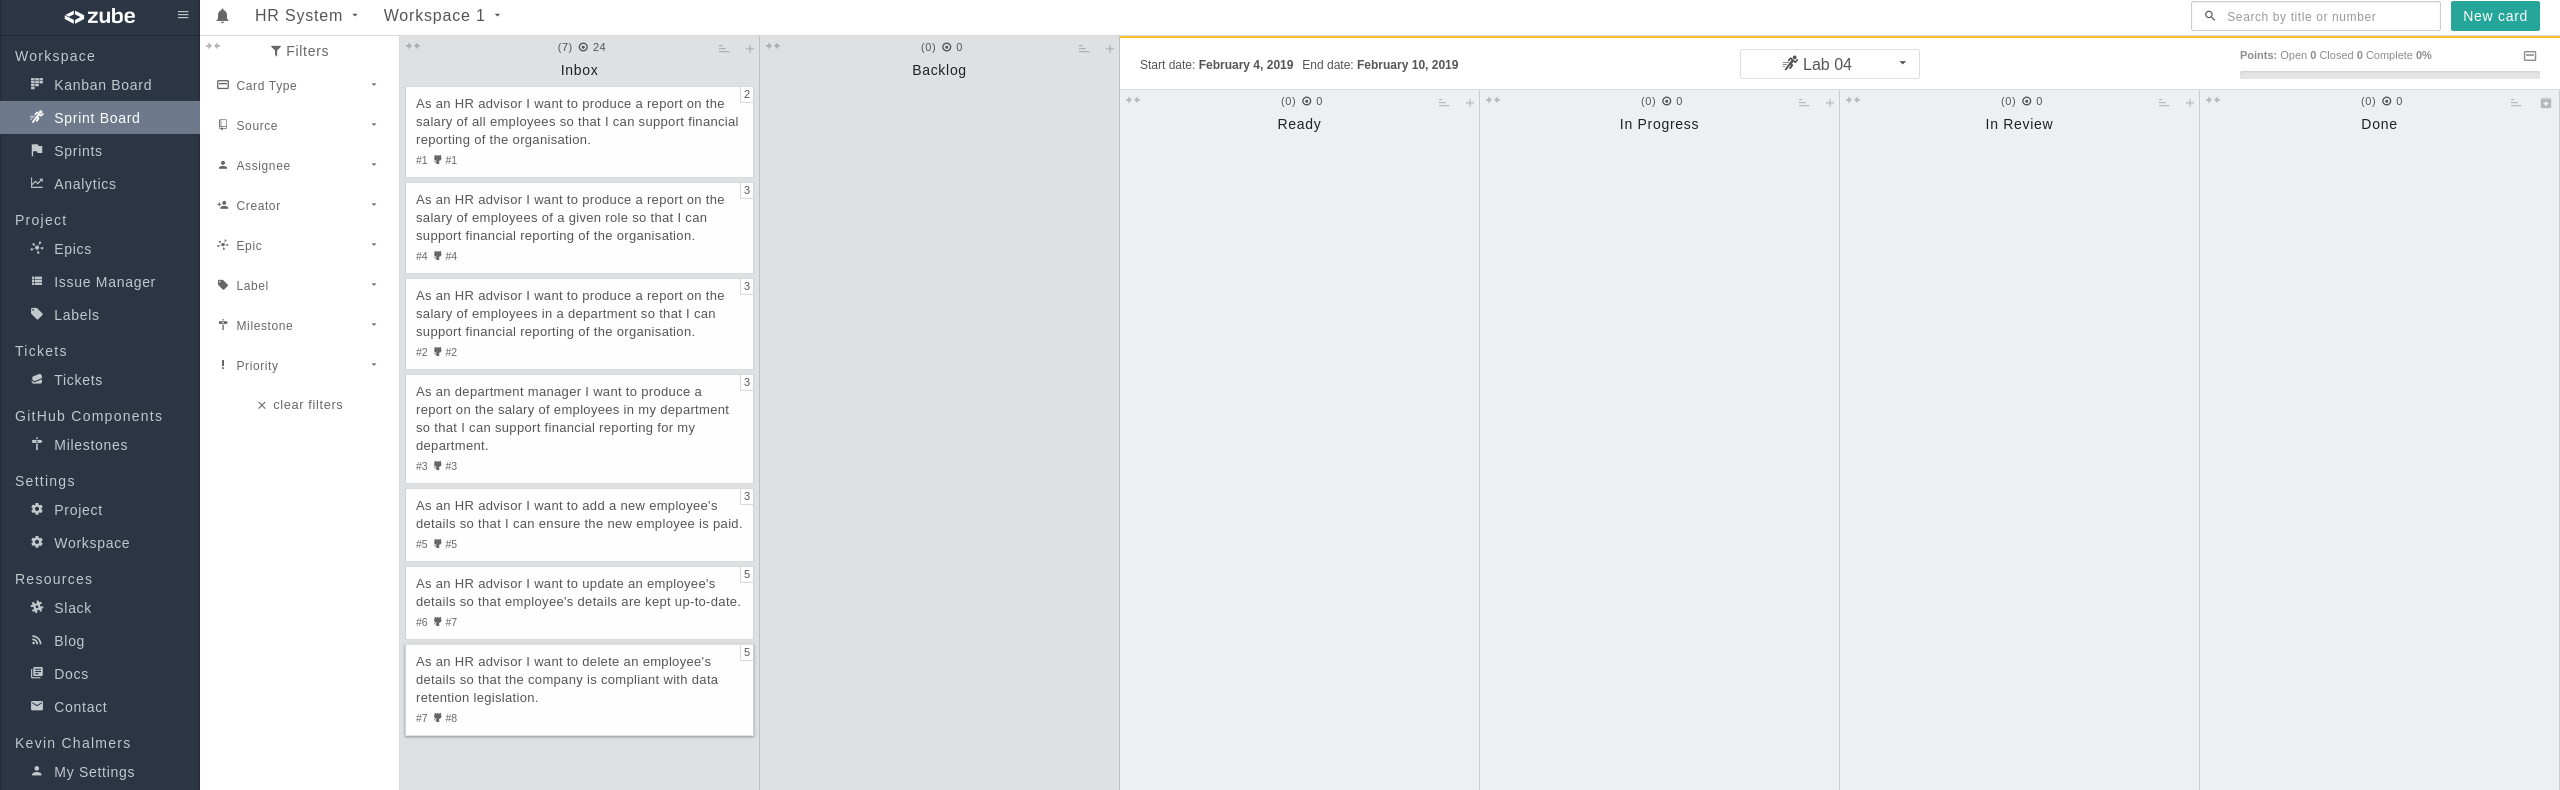 zube
Workspace
Kanban Board
Sprint Board
Sprints
Analytics
Project
Epics
Issue Manager
Labels
Tickets
Tickets
GitHub Components
Milestones
Settings
Project
Workspace
Resources
Slack
Blog
Docs
Contact
Kevin Chalmers
My Settings
HR System
Workspace 1
Search by title or number
New card
Filters
Card Type
Source
Assignee
Creator
Epic
Label
Milestone
Priority
clear filters
(7) 24
Inbox
2
As an HR advisor I want to produce a report on the
salary of all employees so that I can support financial
reporting of the organisation.
#1 #1
3
As an HR advisor I want to produce a report on the
salary of employees of a given role so that I can
support financial reporting of the organisation.
#4 #4
3
As an HR advisor I want to produce a report on the
salary of employees in a department so that I can
support financial reporting of the organisation.
#2 #2
3
As an department manager I want to produce a
report on the salary of employees in my department
so that I can support financial reporting for my
department.
#3 #3
3
As an HR advisor I want to add a new employee's
details so that I can ensure the new employee is paid.
#5 #5
5
As an HR advisor I want to update an employee's
details so that employee's details are kept up-to-date.
#6 #7
5
As an HR advisor I want to delete an employee's
details so that the company is compliant with data
retention legislation.
#7 #8
(0) 0
Backlog
Start date: February 4, 2019 End date: February 10, 2019
Lab 04
Points: Open 0 Closed 0 Complete 0%
(0) 0
Ready
(0) 0
In Progress
(0) 0
In Review
(0) 0
Done